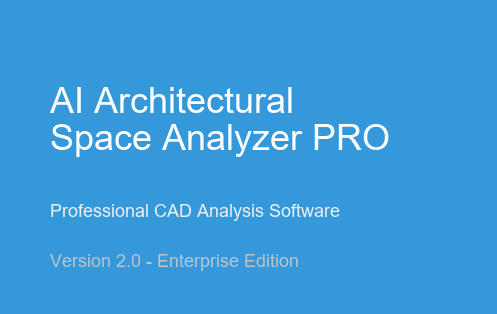 AI Architectural
Space Analyzer PRO
Professional CAD Analysis Software
Version 2.0 - Enterprise Edition